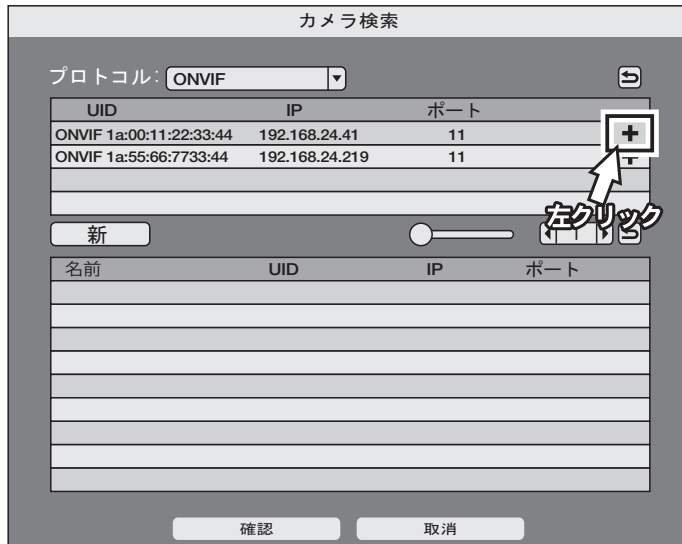 カメラ検索
プロトコル: ONVIF
UID IP ポート
ONVIF 1a:00:11:22:33:44 192.168.24.41 11
ONVIF 1a:55:66:7733:44 192.168.24.219 11
左クリック
新
名前 UID IP ポート
確認 取消